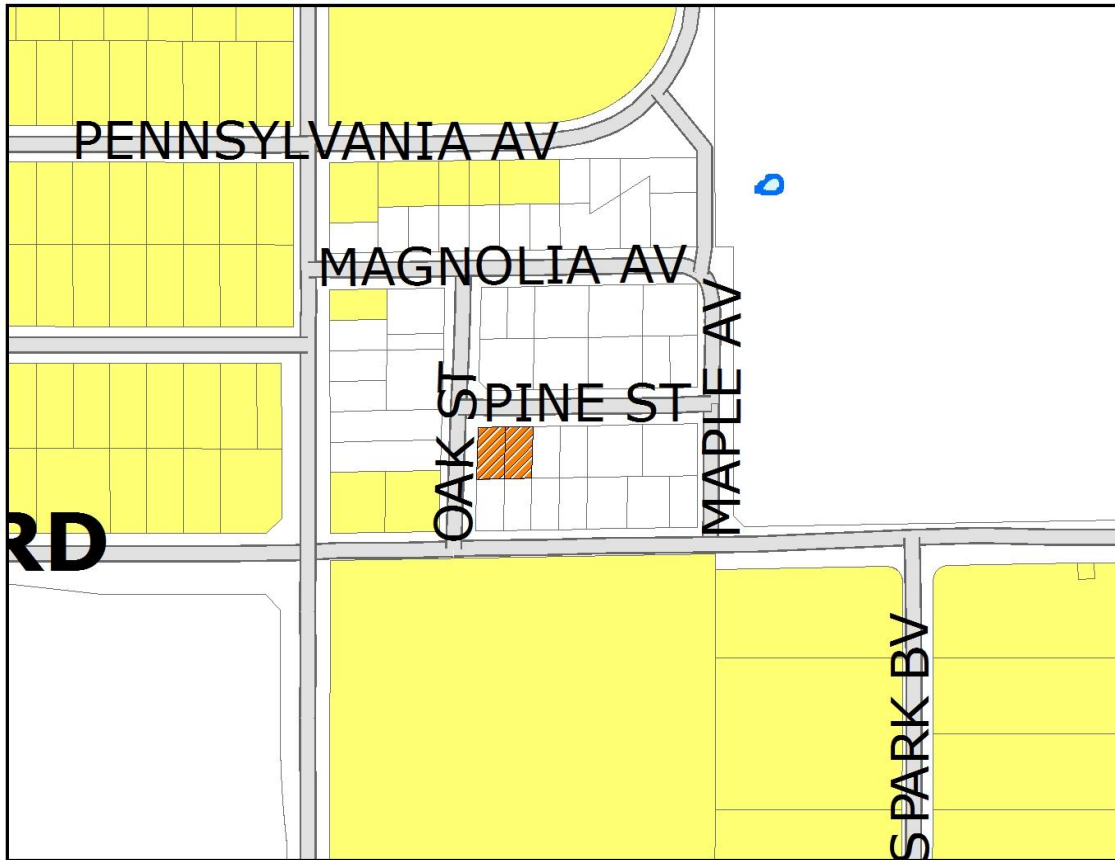 PENNSYLVANIA AV
MAGNOLIA AV
OAK ST
PINE ST
MAPLE AV
RD
S PARK BV